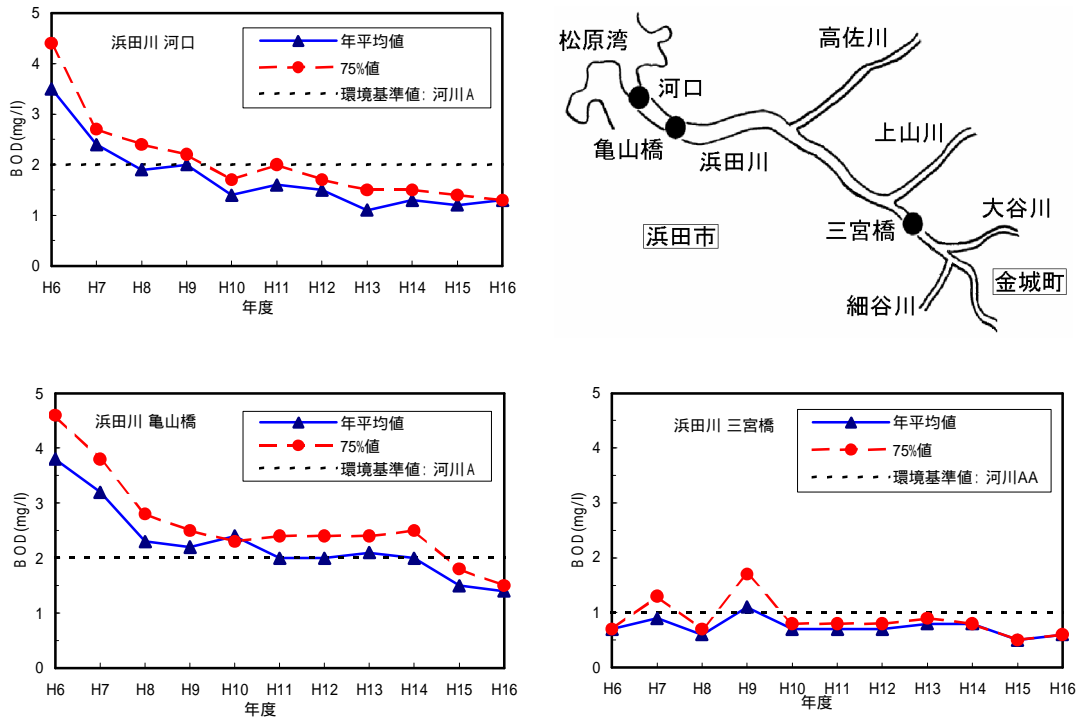 浜田川 河口
年平均値
75%値
環境基準値: 河川A
BOD(mg/l)
5
4
3
2
1
0
H6 H7 H8 H9 H10 H11 H12 H13 H14 H15 H16
年度
松原湾
河口
亀山橋
浜田川
高佐川
上山川
三宮橋
大谷川
浜田市
金城町
細谷川
浜田川 亀山橋
年平均値
75%値
環境基準値: 河川A
BOD(mg/l)
5
4
3
2
1
0
H6 H7 H8 H9 H10 H11 H12 H13 H14 H15 H16
年度
浜田川 三宮橋
年平均値
75%値
環境基準値: 河川AA
BOD(mg/l)
5
4
3
2
1
0
H6 H7 H8 H9 H10 H11 H12 H13 H14 H15 H16
年度